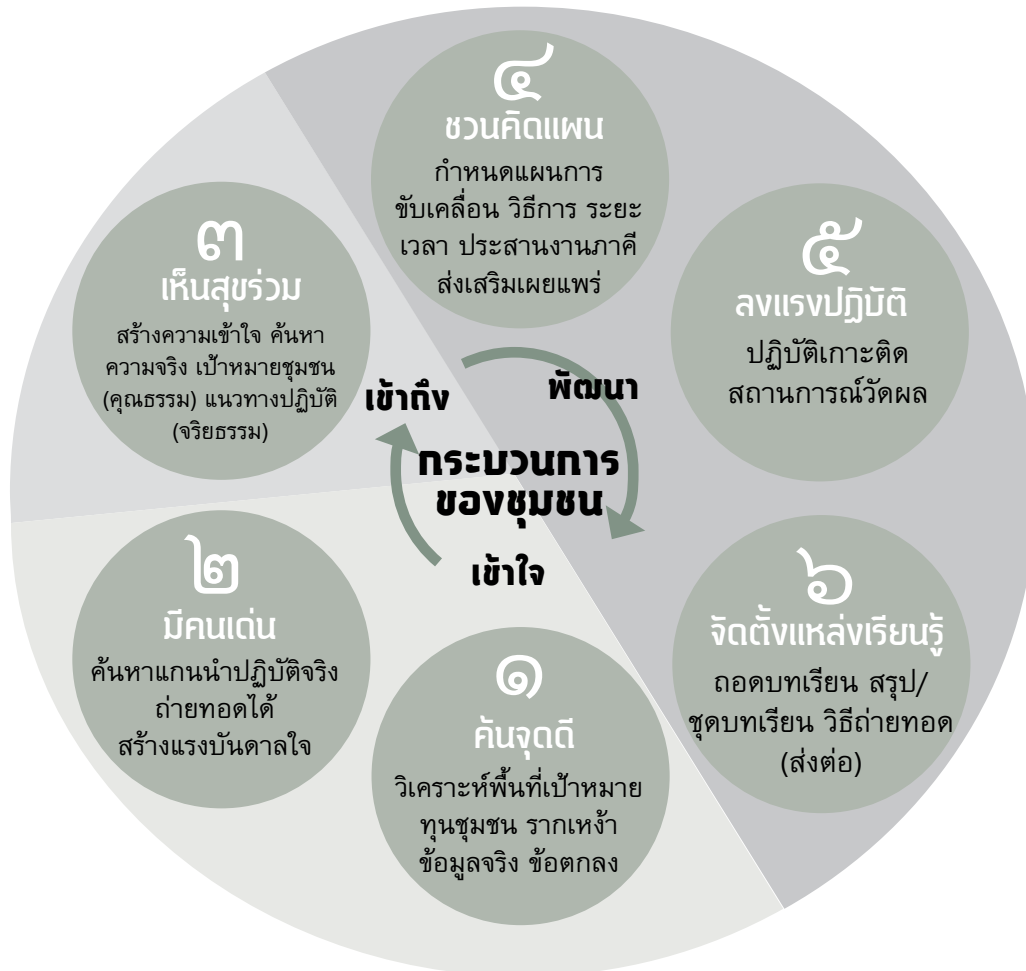 ๔
ชวนคิดแผน
กำหนดแผนการ
ขับเคลื่อน วิธีการ ระยะ
เวลา ประสานงานภาคี
ส่งเสริมเผยแพร่
๓
เห็นสุขร่วม
สร้างความเข้าใจ ค้นหา
ความจริง เป้าหมายชุมชน
(คุณธรรม) แนวทางปฏิบัติ
(จริยธรรม)
๕
ลงแรงปฏิบัติ
ปฏิบัติเกาะติด
สถานการณ์วัดผล
เข้าถึง
พัฒนา
กระบวนการ
ของชุมชน
เข้าใจ
๒
มีคนเด่น
ค้นหาแกนนำปฏิบัติจริง
ถ่ายทอดได้
สร้างแรงบันดาลใจ
๑
ค้นจุดดี
วิเคราะห์พื้นที่เป้าหมาย
ทุนชุมชน รากเหง้า
ข้อมูลจริง ข้อตกลง
๖
จัดตั้งแหล่งเรียนรู้
ถอดบทเรียน สรุป/
ชุดบทเรียน วิธีถ่ายทอด
(ส่งต่อ)